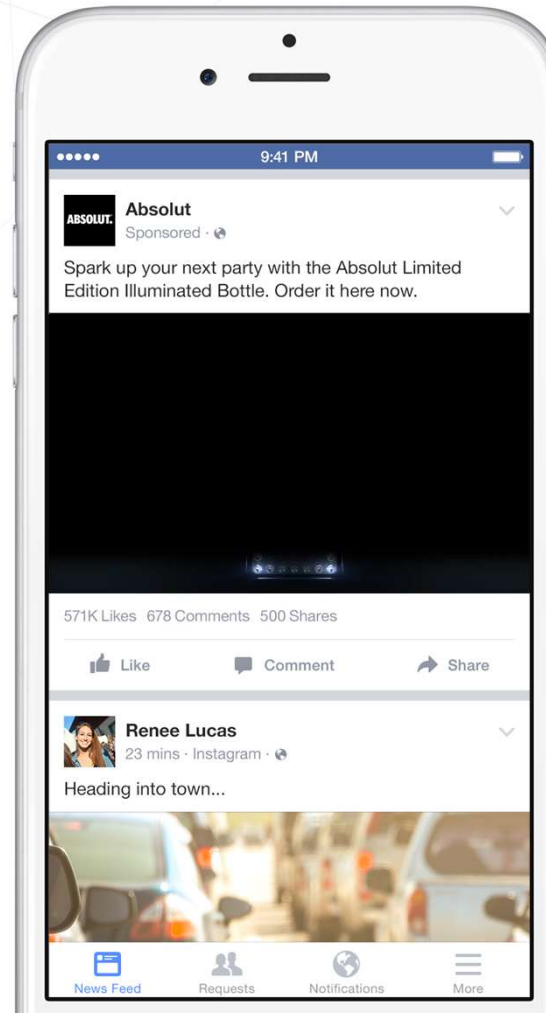 9:41 PM
ABSOLUT.
Absolut
Sponsored ·
Spark up your next party with the Absolut Limited
Edition Illuminated Bottle. Order it here now.
571K Likes 678 Comments 500 Shares
Like Comment Share
Renee Lucas
23 mins · Instagram ·
Heading into town...
News Feed Requests Notifications More